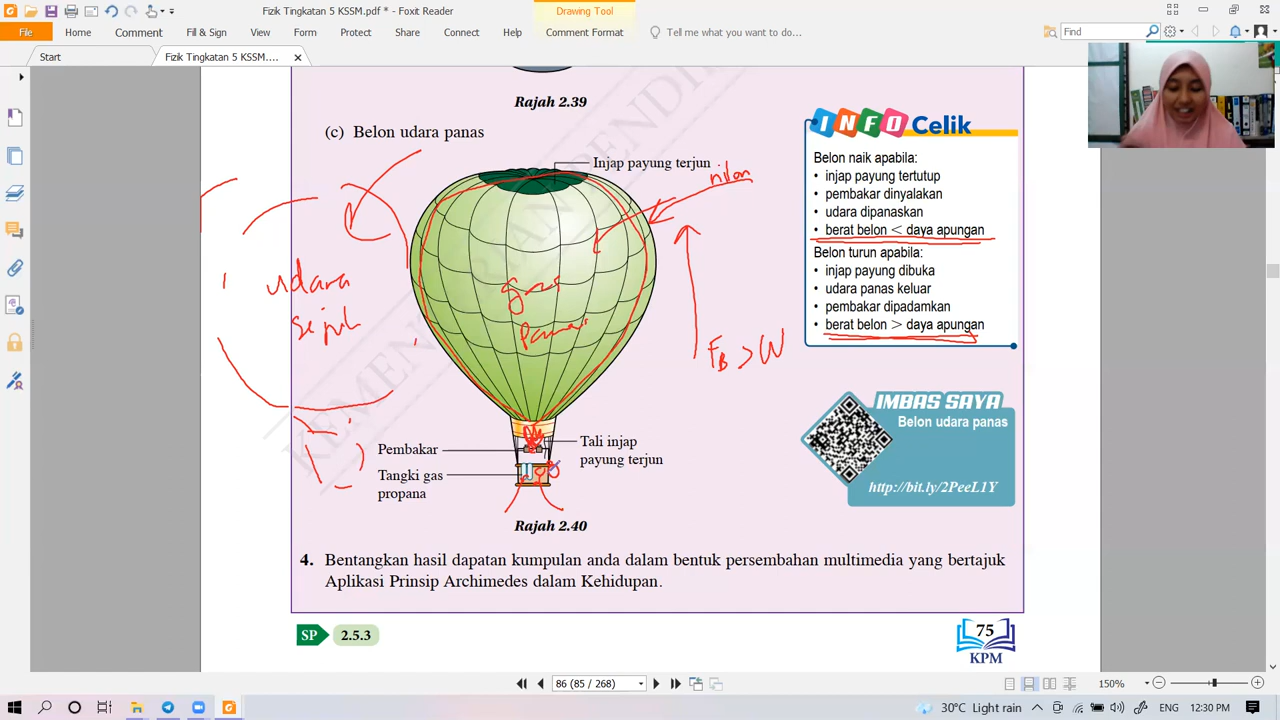 Fizik Tingkatan 5 KSSM.pdf * - Foxit Reader
Drawing Tool
File
Home
Comment
View
Form
Protect
Share
Connect
Help
Fill & Sign
Comment Format
Tell me what you want to do...
Find
Start
Fizik Tingkatan 5 KSSM....
Rajah 2.39
(c) Belon udara panas
Injap payung terjun
nilon
udara
sejuk
gas
panas
FB > W
Pembakar
Tangki gas
propana
Tali injap
payung terjun
Rajah 2.40
INFO Celik
Belon naik apabila:
• injap payung tertutup
• pembakar dinyalakan
• udara dipanaskan
• berat belon < daya apungan
Belon turun apabila:
• injap payung dibuka
• udara panas keluar
• pembakar dipadamkan
• berat belon > daya apungan
IMBAS SAYA
Belon udara panas
http://bit.ly/2PeeL1Y
4. Bentangkan hasil dapatan kumpulan anda dalam bentuk persembahan multimedia yang bertajuk
Aplikasi Prinsip Archimedes dalam Kehidupan.
SP 2.5.3
75
KPM
86 (85 / 268)
150%
30°C Light rain
ENG
12:30 PM